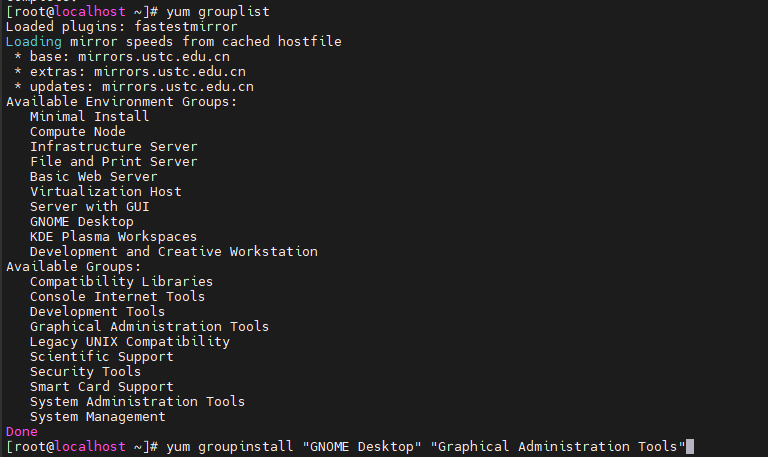 [root@localhost ~]# yum grouplist
Loaded plugins: fastestmirror
Loading mirror speeds from cached hostfile
 * base: mirrors.ustc.edu.cn
 * extras: mirrors.ustc.edu.cn
 * updates: mirrors.ustc.edu.cn
Available Environment Groups:
   Minimal Install
   Compute Node
   Infrastructure Server
   File and Print Server
   Basic Web Server
   Virtualization Host
   Server with GUI
   GNOME Desktop
   KDE Plasma Workspaces
   Development and Creative Workstation
Available Groups:
   Compatibility Libraries
   Console Internet Tools
   Development Tools
   Graphical Administration Tools
   Legacy UNIX Compatibility
   Scientific Support
   Security Tools
   Smart Card Support
   System Administration Tools
   System Management
Done
[root@localhost ~]# yum groupinstall "GNOME Desktop" "Graphical Administration Tools"